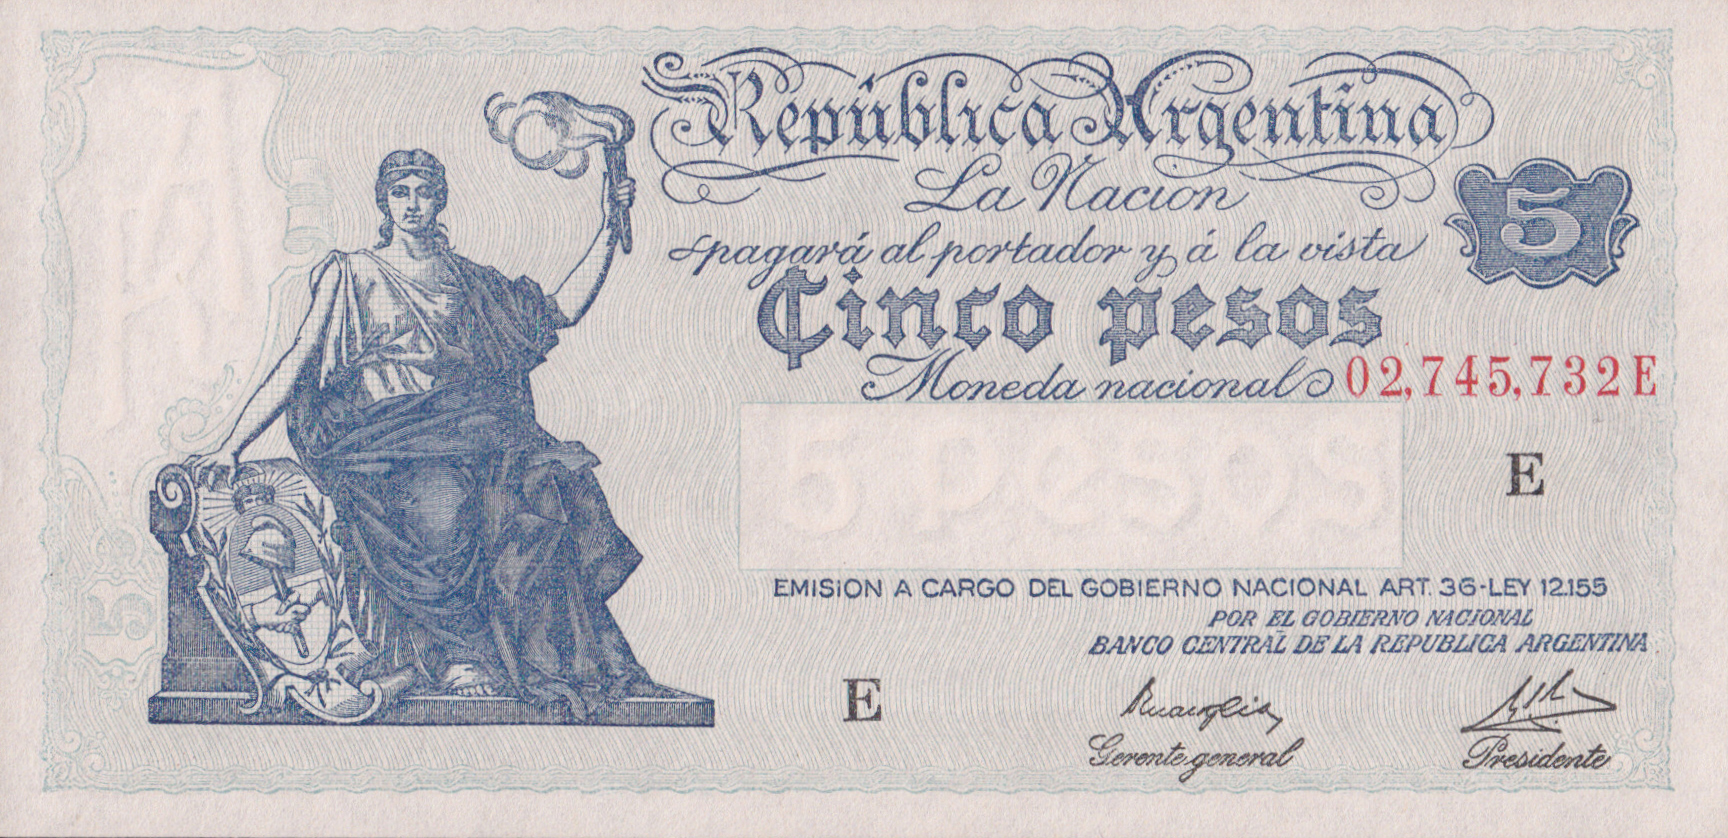 República Argentina
La Nacion
pagará al portador y á la vista
5
Cinco pesos
Moneda nacional
02,745,732E
5 PESOS
E
EMISION A CARGO DEL GOBIERNO NACIONAL ART. 36-LEY 12.155
POR EL GOBIERNO NACIONAL
BANCO CENTRAL DE LA REPUBLICA ARGENTINA
5
E
Gerente general
Presidente